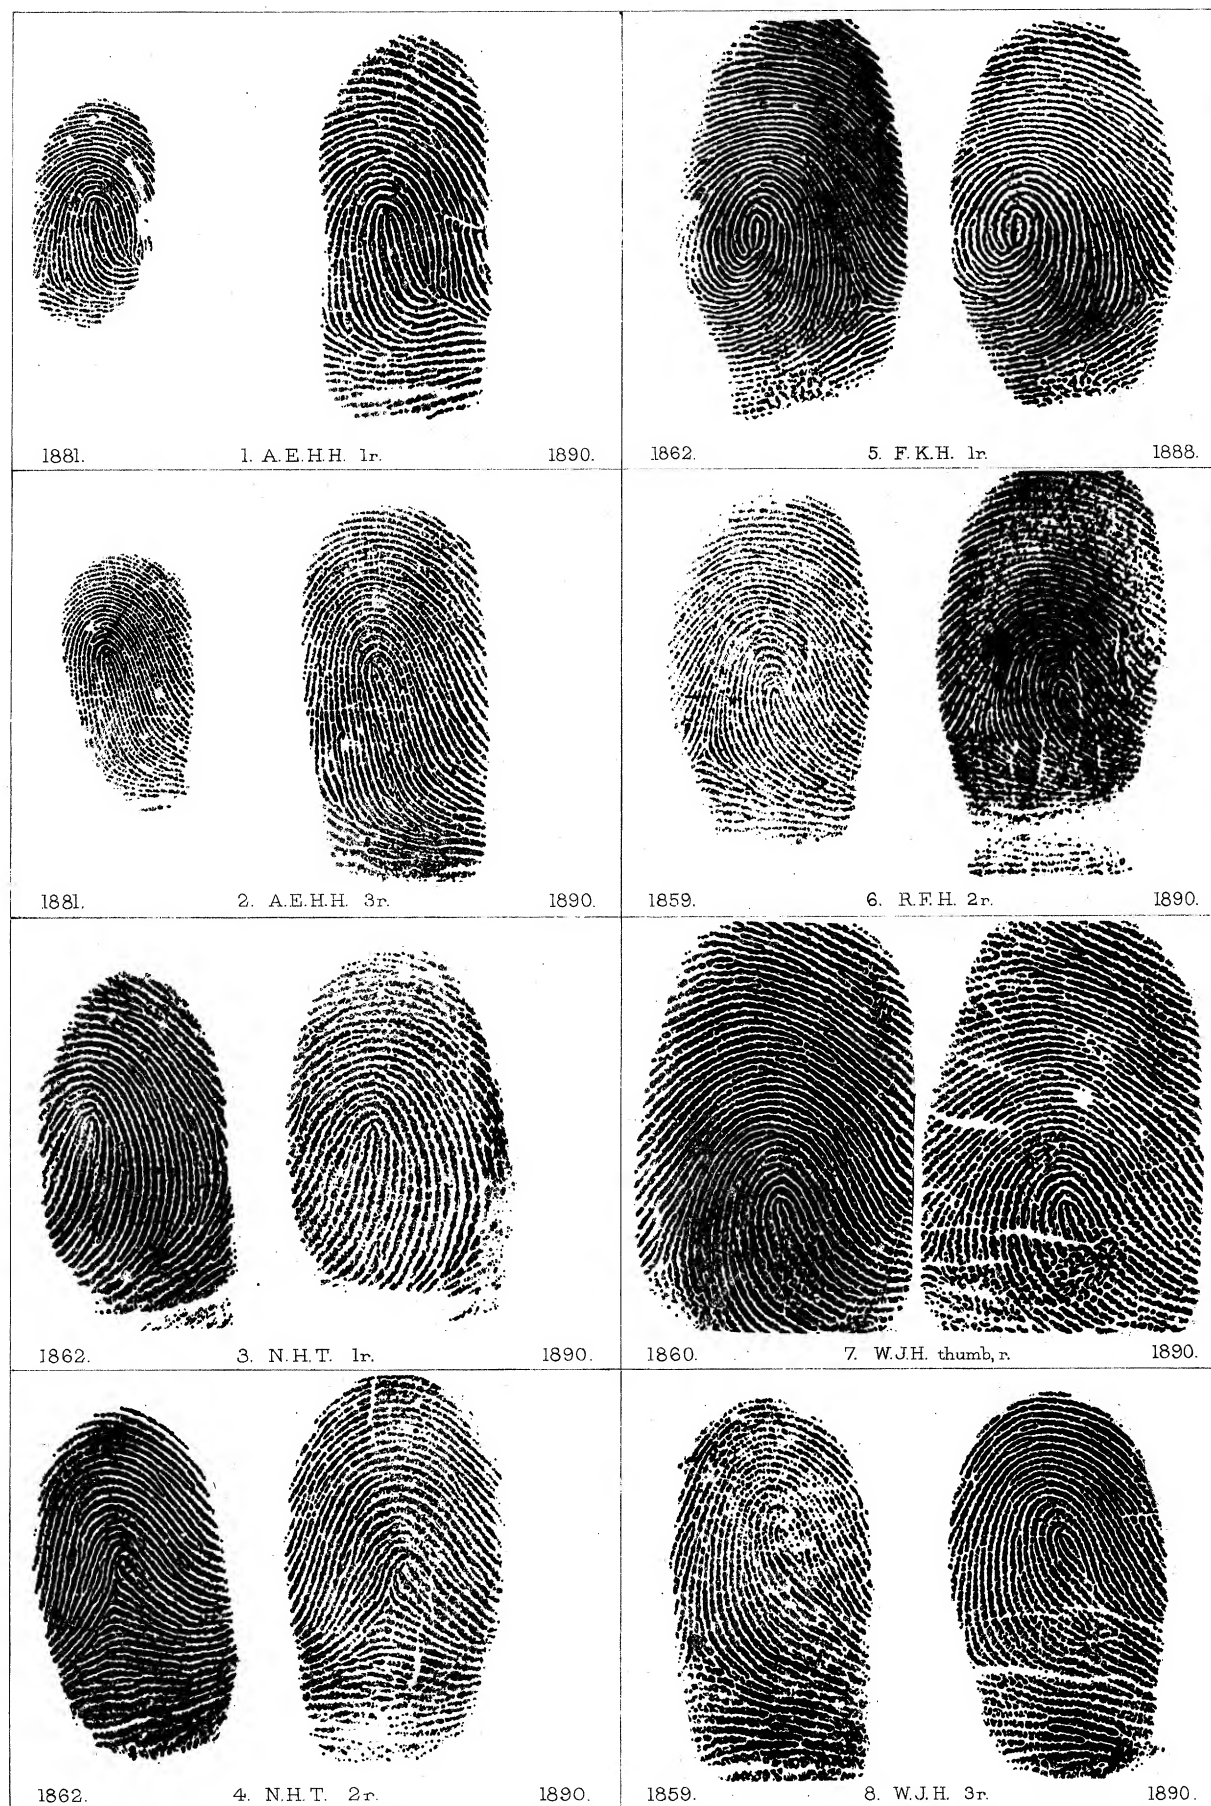 1881. 1. A.E.H.H. 1r. 1890.
1862. 5. F.K.H. 1r. 1888.
1881. 2. A.E.H.H. 3r. 1890.
1859. 6. R.F.H. 2r. 1890.
1862. 3. N.H.T. 1r. 1890.
1860. 7. W.J.H. thumb, r. 1890.
1862. 4. N.H.T. 2r. 1890.
1859. 8. W.J.H. 3r. 1890.